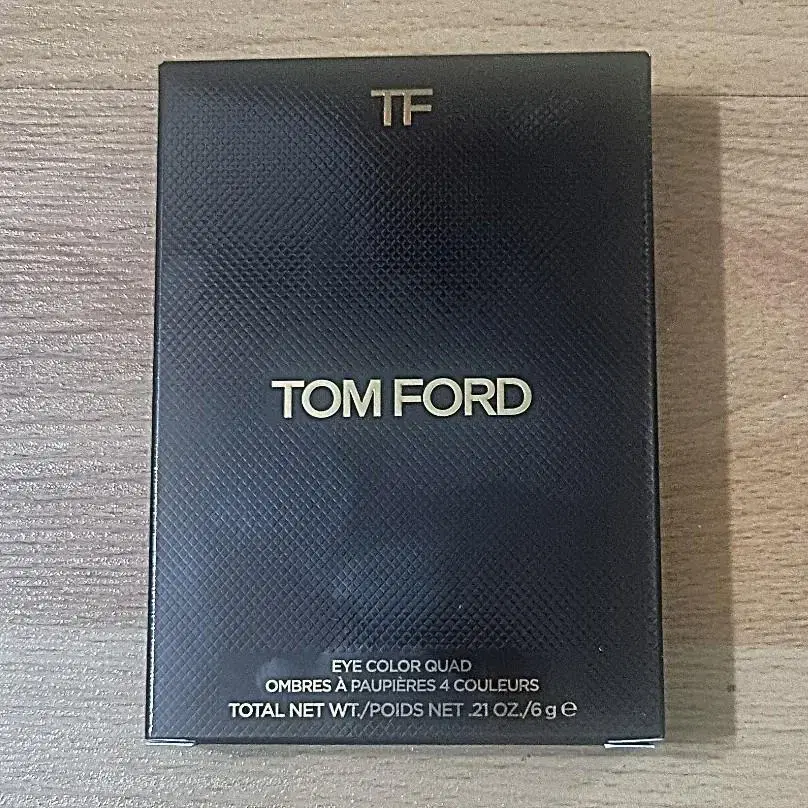 TF
TOM FORD
EYE COLOR QUAD
OMBRES À PAUPIÈRES 4 COULEURS
TOTAL NET WT./POIDS NET .21 OZ./6 g ℮